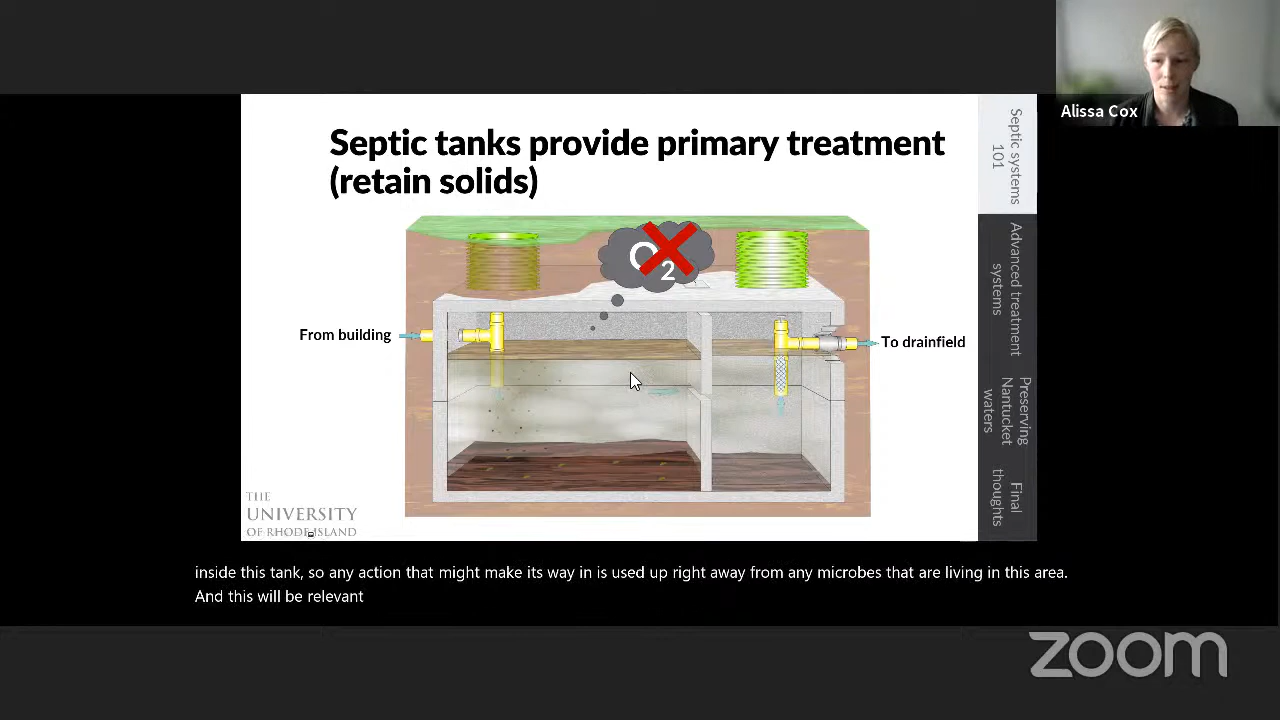 Alissa Cox
Septic tanks provide primary treatment
(retain solids)
O2
From building
To drainfield
Septic systems
101
Advanced treatment
systems
Preserving
Nantucket
waters
Final
thoughts
THE
UNIVERSITY
OF RHODE ISLAND
inside this tank, so any action that might make its way in is used up right away from any microbes that are living in this area.
And this will be relevant
zoom